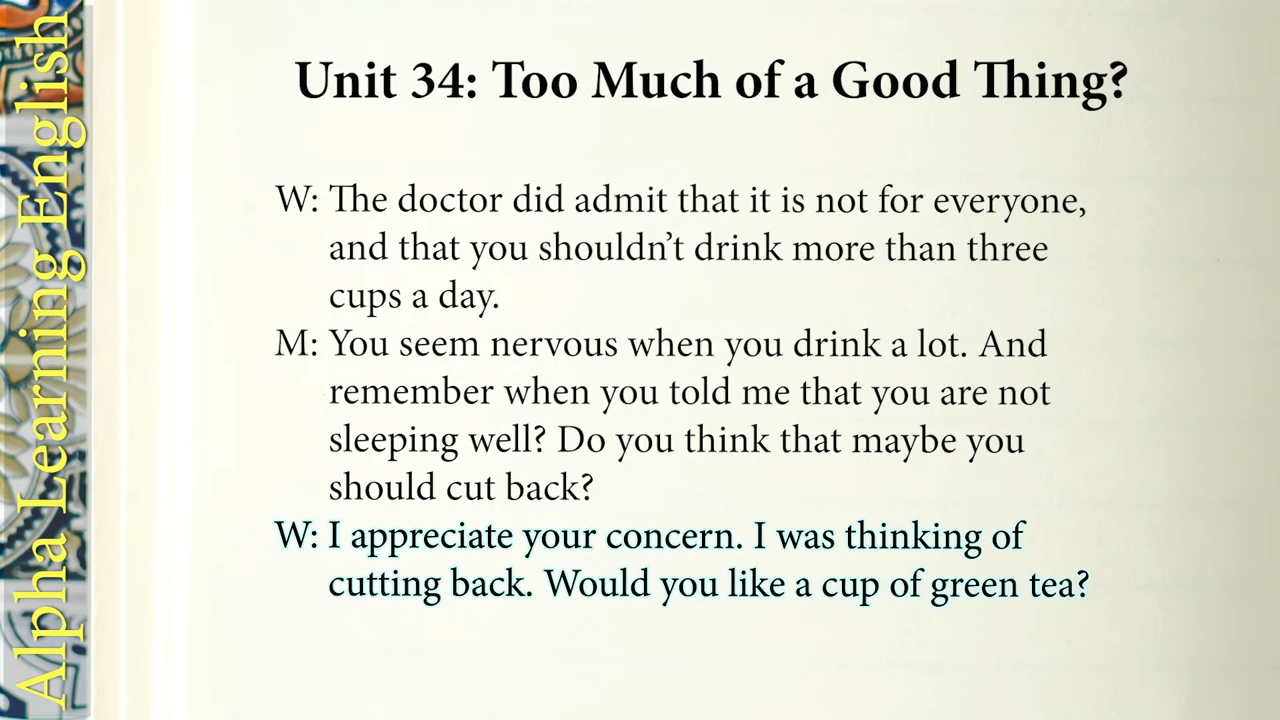 Alpha Learning English
Unit 34: Too Much of a Good Thing?
W: The doctor did admit that it is not for everyone,
and that you shouldn't drink more than three
cups a day.
M: You seem nervous when you drink a lot. And
remember when you told me that you are not
sleeping well? Do you think that maybe you
should cut back?
W: I appreciate your concern. I was thinking of
cutting back. Would you like a cup of green tea?